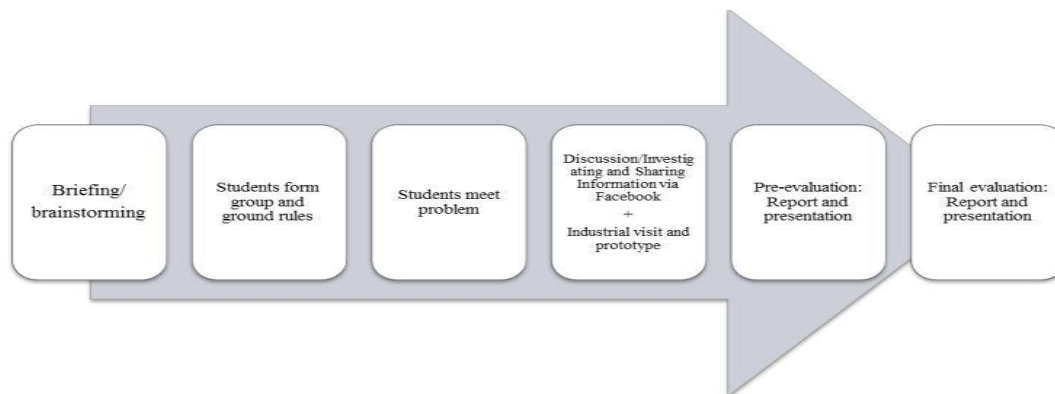 Briefing/
brainstorming
Students form
group and
ground rules
Students meet
problem
Discussion/Investig
ating and Sharing
Information via
Facebook
+
Industrial visit and
prototype
Pre-evaluation:
Report and
presentation
Final evaluation:
Report and
presentation